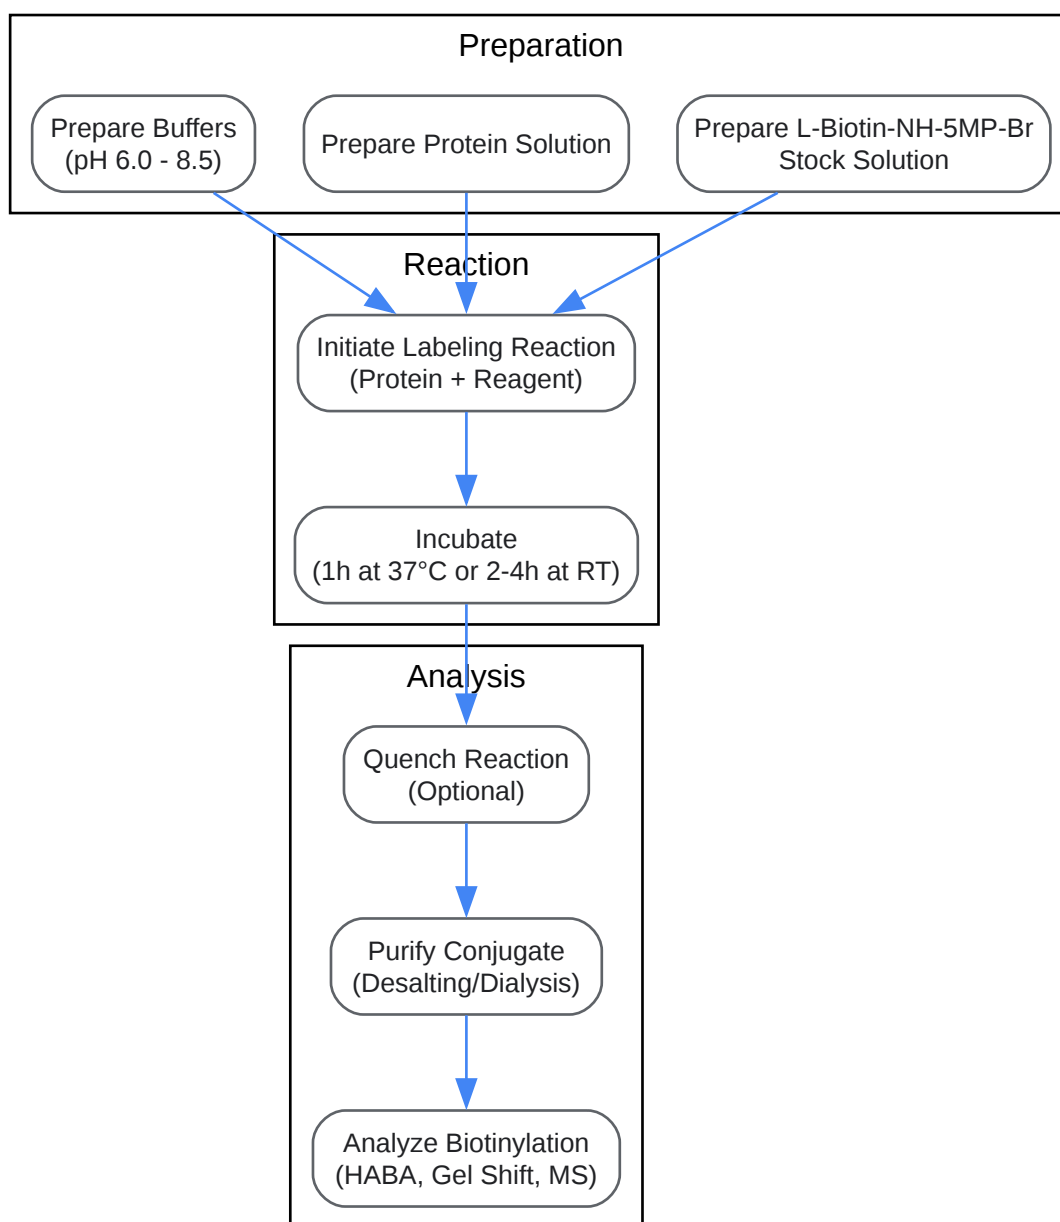 Preparation
Prepare Buffers
(pH 6.0 - 8.5)
Prepare Protein Solution
Prepare L-Biotin-NH-5MP-Br
Stock Solution
Reaction
Initiate Labeling Reaction
(Protein + Reagent)
Incubate
(1h at 37°C or 2-4h at RT)
Analysis
Quench Reaction
(Optional)
Purify Conjugate
(Desalting/Dialysis)
Analyze Biotinylation
(HABA, Gel Shift, MS)